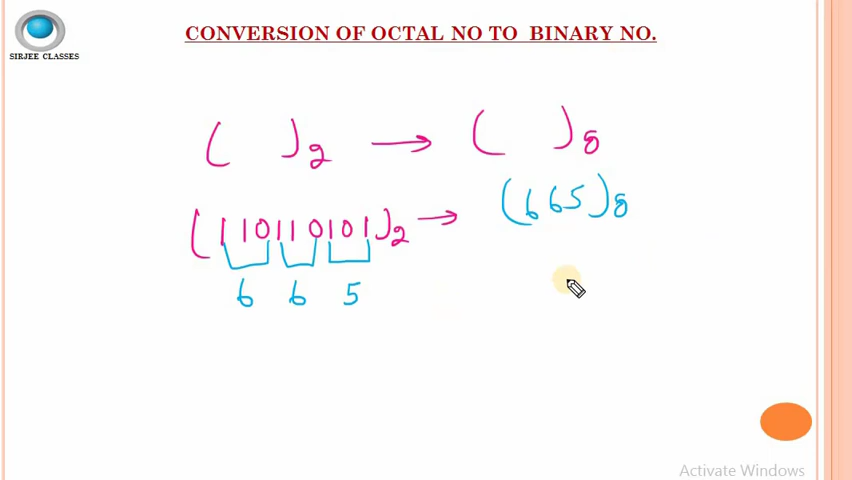 CONVERSION OF OCTAL NO TO BINARY NO.
SIRJEE CLASSES
( )2 → ( )8
(110110101)2 → (665)8
6 6 5
Activate Windows